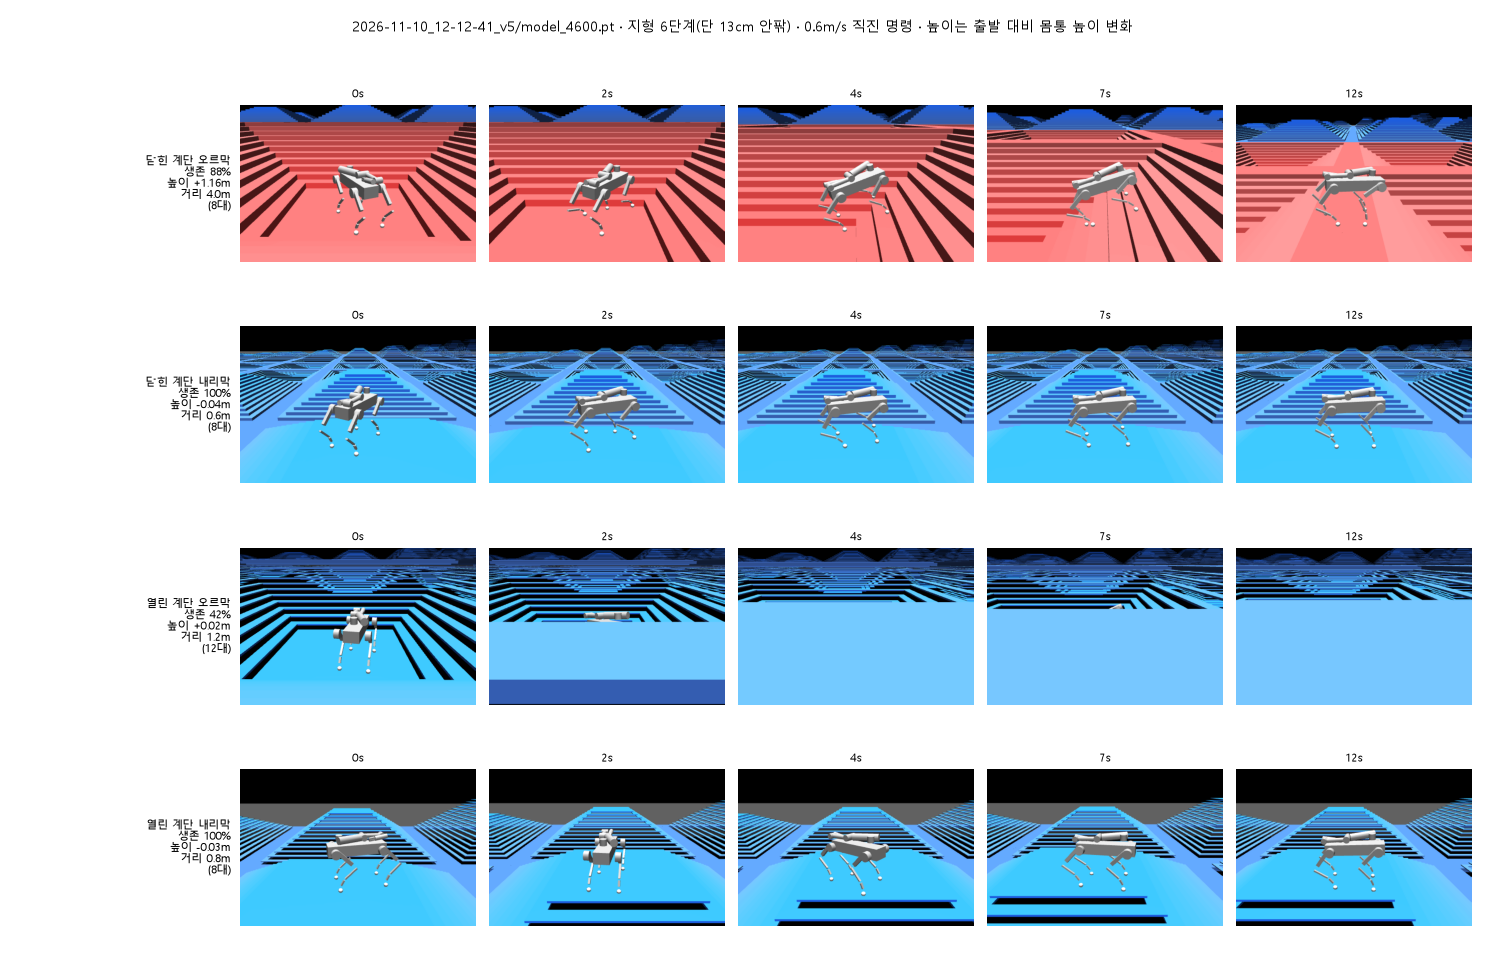 2026-11-10_12-12-41_v5/model_4600.pt · 지형 6단계(단 13cm 안팎) · 0.6m/s 직진 명령 · 높이는 출발 대비 몸통 높이 변화
0s 2s 4s 7s 12s
닫힌 계단 오르막
생존 88%
높이 +1.16m
거리 4.0m
(8대)
0s 2s 4s 7s 12s
닫힌 계단 내리막
생존 100%
높이 -0.04m
거리 0.6m
(8대)
0s 2s 4s 7s 12s
열린 계단 오르막
생존 42%
높이 +0.02m
거리 1.2m
(12대)
0s 2s 4s 7s 12s
열린 계단 내리막
생존 100%
높이 -0.03m
거리 0.8m
(8대)